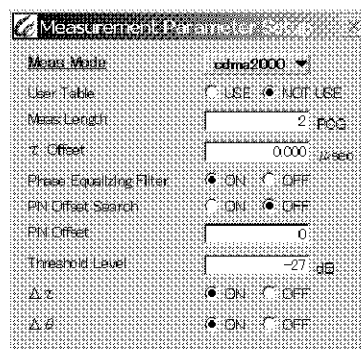 Measurement Parameter Setup
Meas Mode cdma2000
User Table USE NOT USE
Meas Length 2 PCG
τ Offset 0.000 μsec
Phase Equalizing Filter ON OFF
PN Offset Search ON OFF
PN Offset 0
Threshold Level -27 dB
Δτ ON OFF
Δθ ON OFF